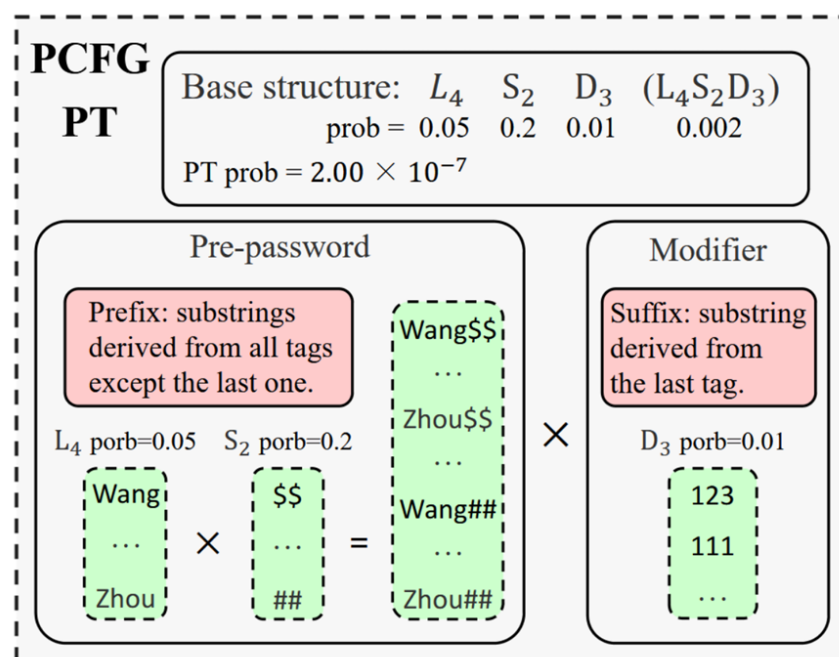 PCFG
PT
Base structure: L₄ S₂ D₃ (L₄S₂D₃)
prob = 0.05 0.2 0.01 0.002
PT prob = 2.00 × 10⁻⁷
Pre-password
Prefix: substrings
derived from all tags
except the last one.
L₄ porb=0.05 S₂ porb=0.2
Wang
...
Zhou
×
$$
...
##
=
Wang$$
...
Zhou$$
...
Wang##
...
Zhou##
×
Modifier
Suffix: substring
derived from
the last tag.
D₃ porb=0.01
123
111
...